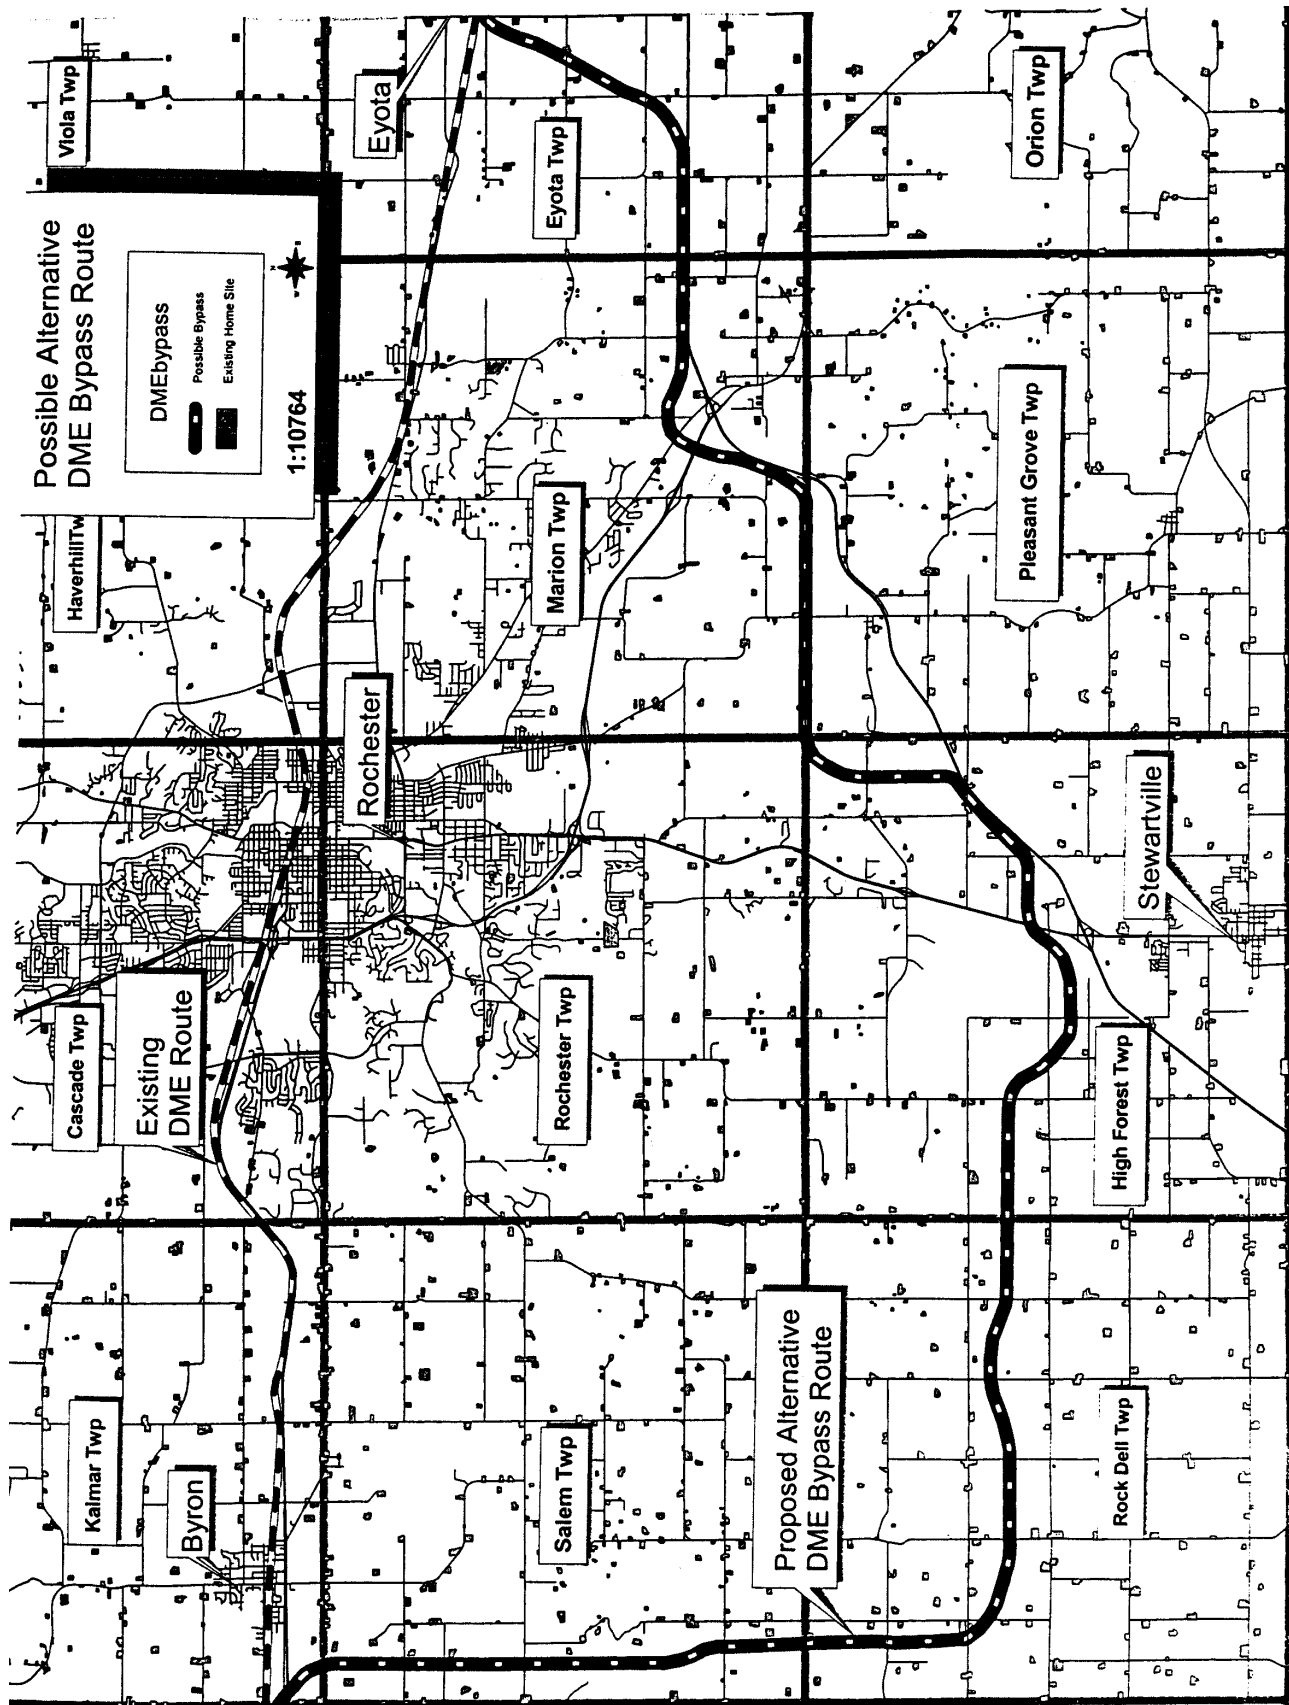 Possible Alternative
DME Bypass Route
DMEbypass
Possible Bypass
Existing Home Site
N
1:10764
Viola Twp
HaverhillTw
Cascade Twp
Kalmar Twp
Existing
DME Route
Byron
Rochester
Eyota
Eyota Twp
Marion Twp
Rochester Twp
Salem Twp
Proposed Alternative
DME Bypass Route
Orion Twp
Pleasant Grove Twp
Stewartville
High Forest Twp
Rock Dell Twp